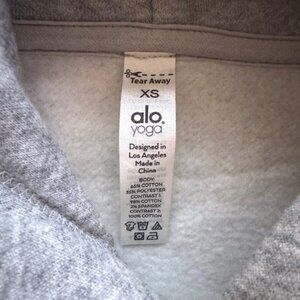 Tear Away
XS
alo
yoga
Designed in
Los Angeles
Made in
China
BODY:
65% COTTON
35% POLYESTER
CONTRAST 1:
98% COTTON
2% SPANDEX
CONTRAST 2:
100% COTTON